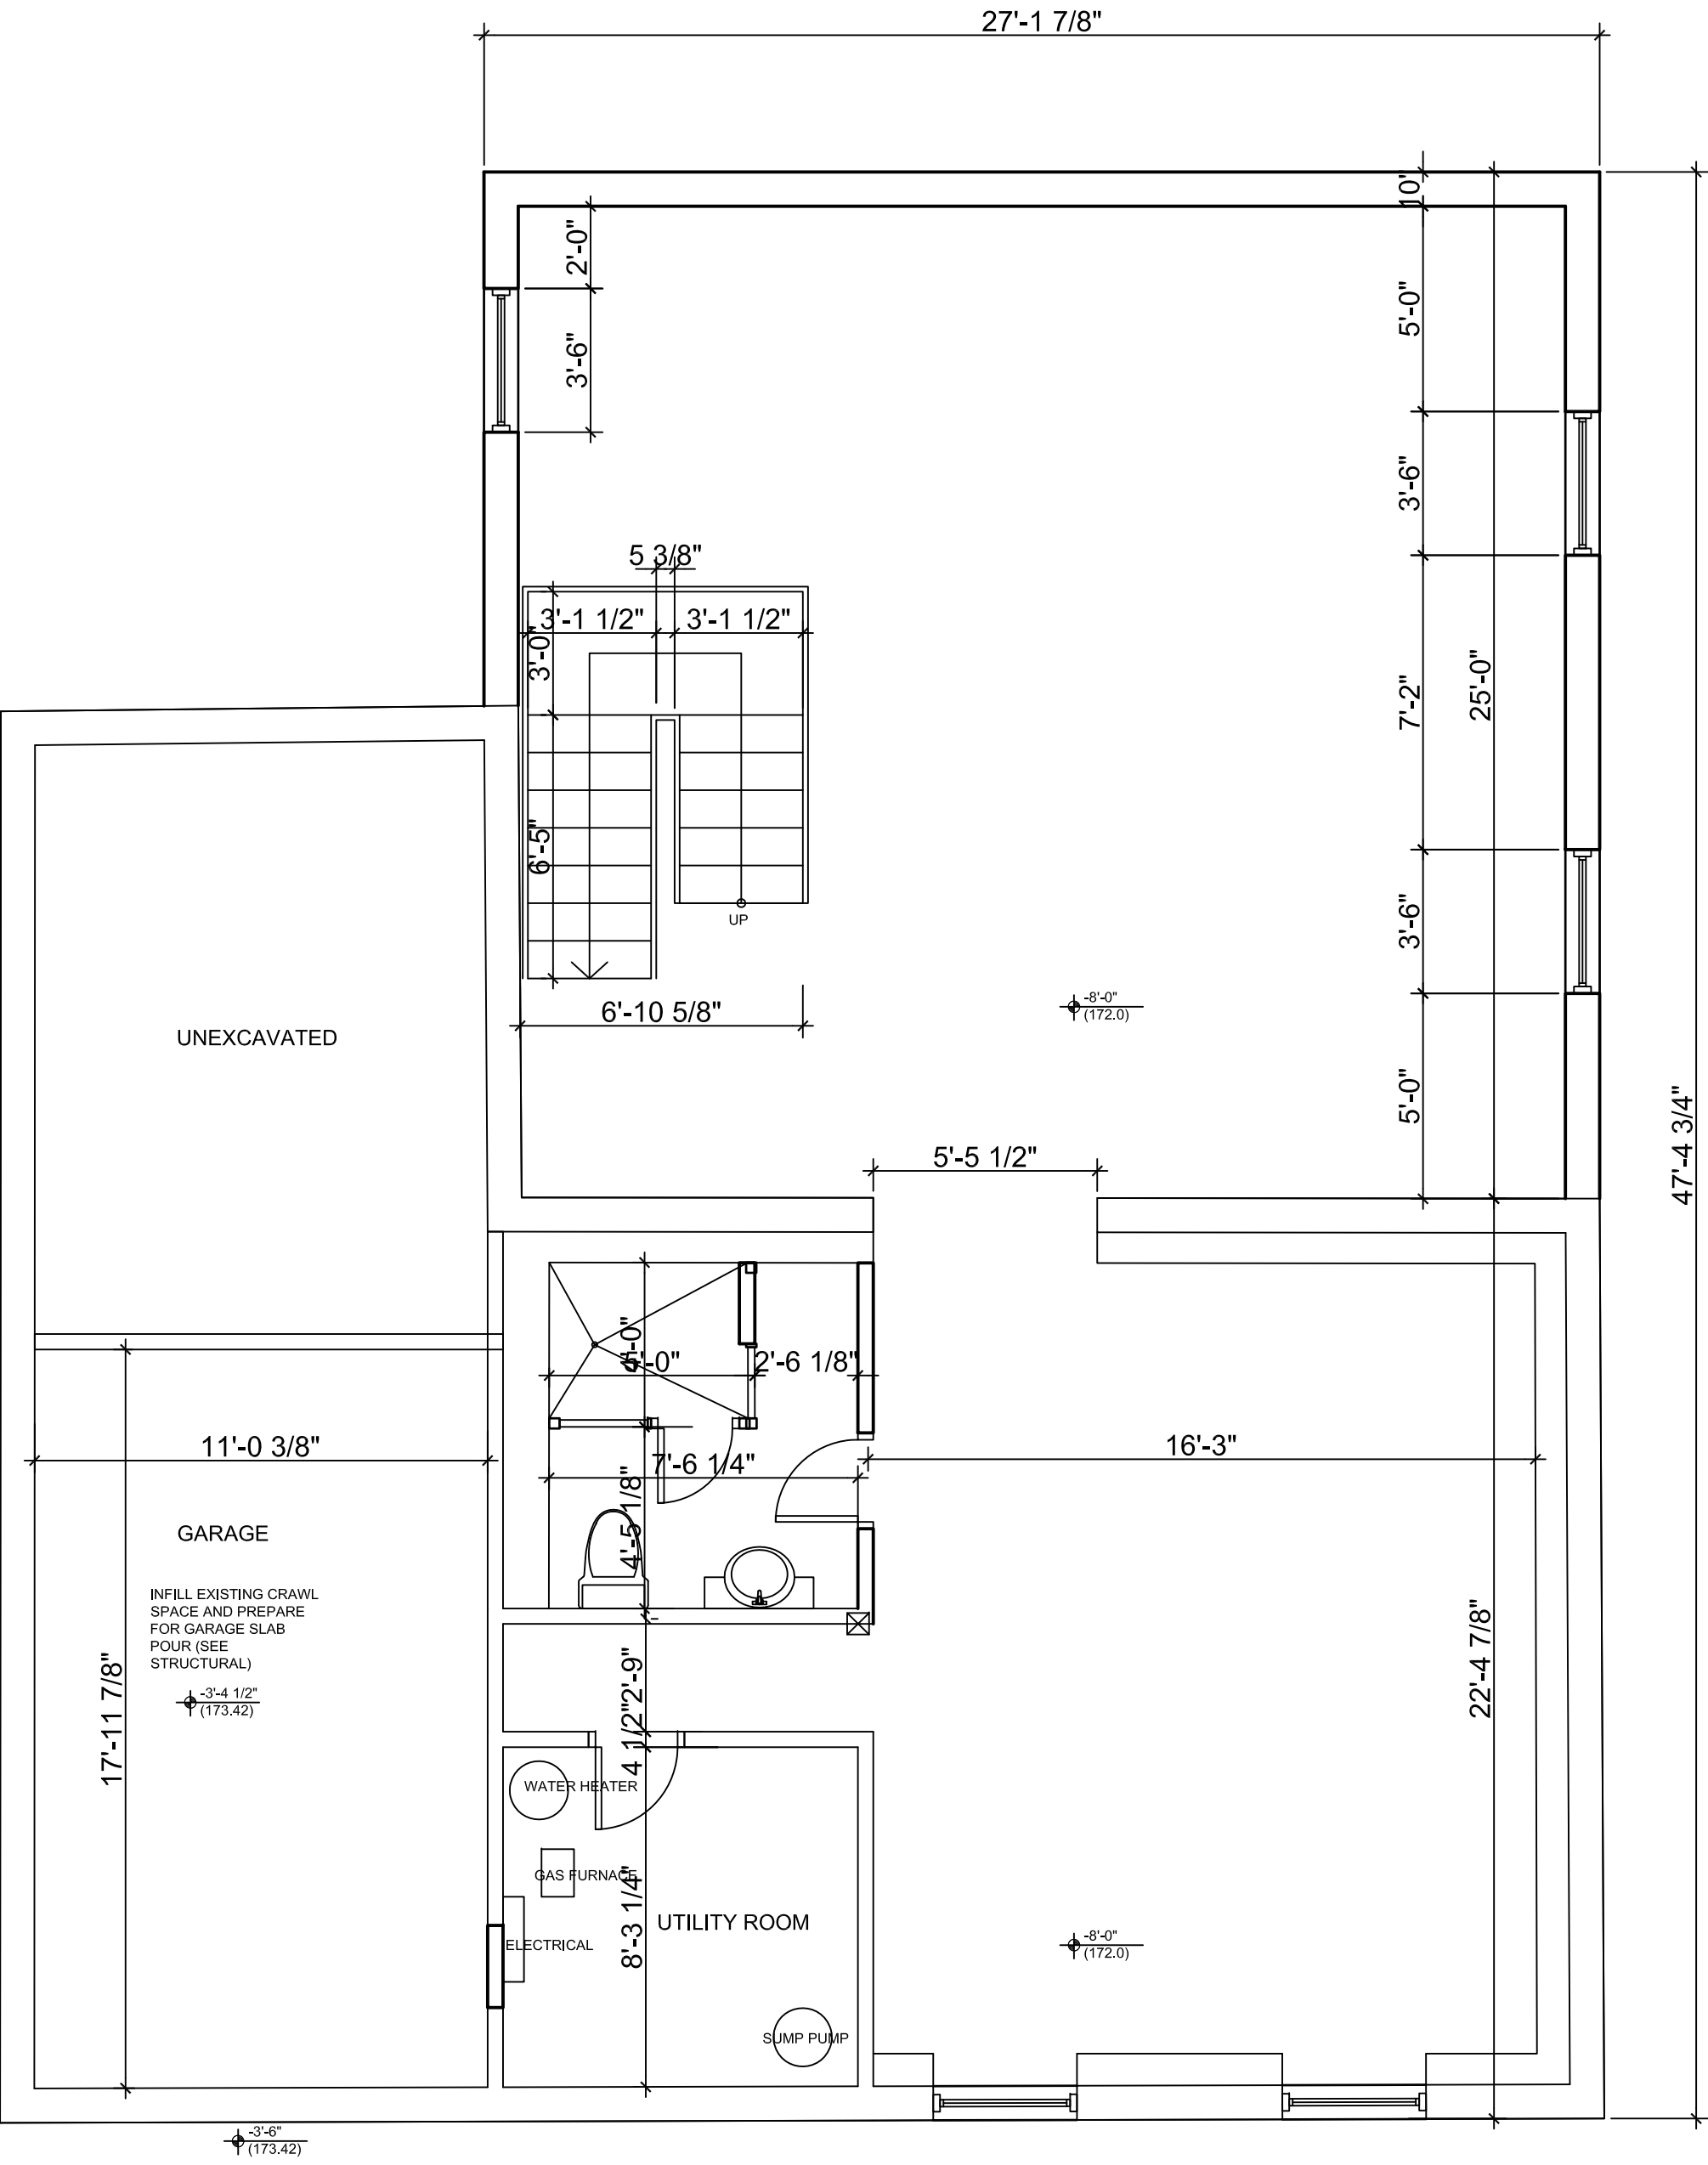 27'-1 7/8"
10"
2'-0"
5'-0"
3'-6"
3'-6"
5 3/8"
3'-1 1/2"
3'-1 1/2"
3'-0"
7'-2"
25'-0"
6'-5"
UP
3'-6"
6'-10 5/8"
-8'-0"
(172.0)
UNEXCAVATED
5'-0"
47'-4 3/4"
5'-5 1/2"
4'-0"
2'-6 1/8"
11'-0 3/8"
7'-6 1/4"
16'-3"
4'-5 1/8"
GARAGE
INFILL EXISTING CRAWL
SPACE AND PREPARE
FOR GARAGE SLAB
POUR (SEE
STRUCTURAL)
-3'-4 1/2"
(173.42)
17'-11 7/8"
2'-9"
4 1/2"
22'-4 7/8"
WATER HEATER
GAS FURNACE
8'-3 1/4"
UTILITY ROOM
ELECTRICAL
-8'-0"
(172.0)
SUMP PUMP
-3'-6"
(173.42)